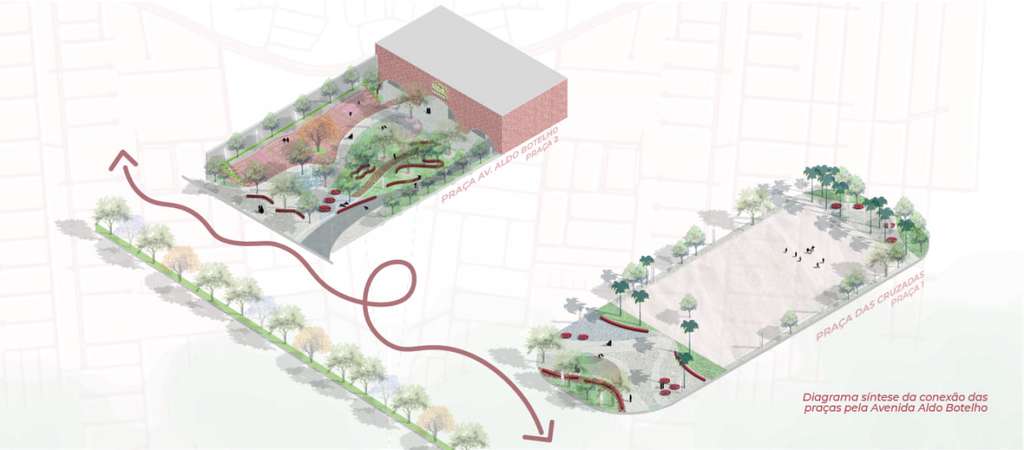 PRAÇA AV. ALDO BOTELHO
PRAÇA 2
PRAÇA DAS CRUZADAS
PRAÇA 1
Diagrama síntese da conexão das
praças pela Avenida Aldo Botelho